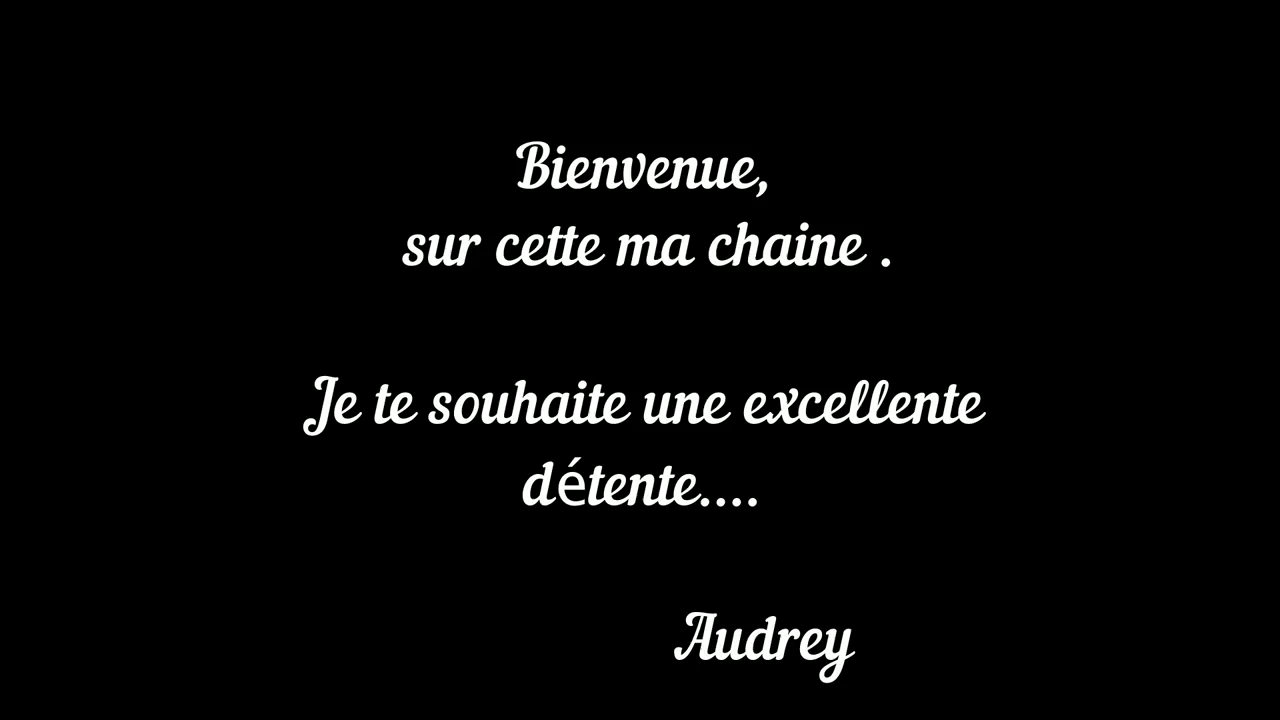 Bienvenue,
sur cette ma chaine .
Je te souhaite une excellente
détente....
Audrey